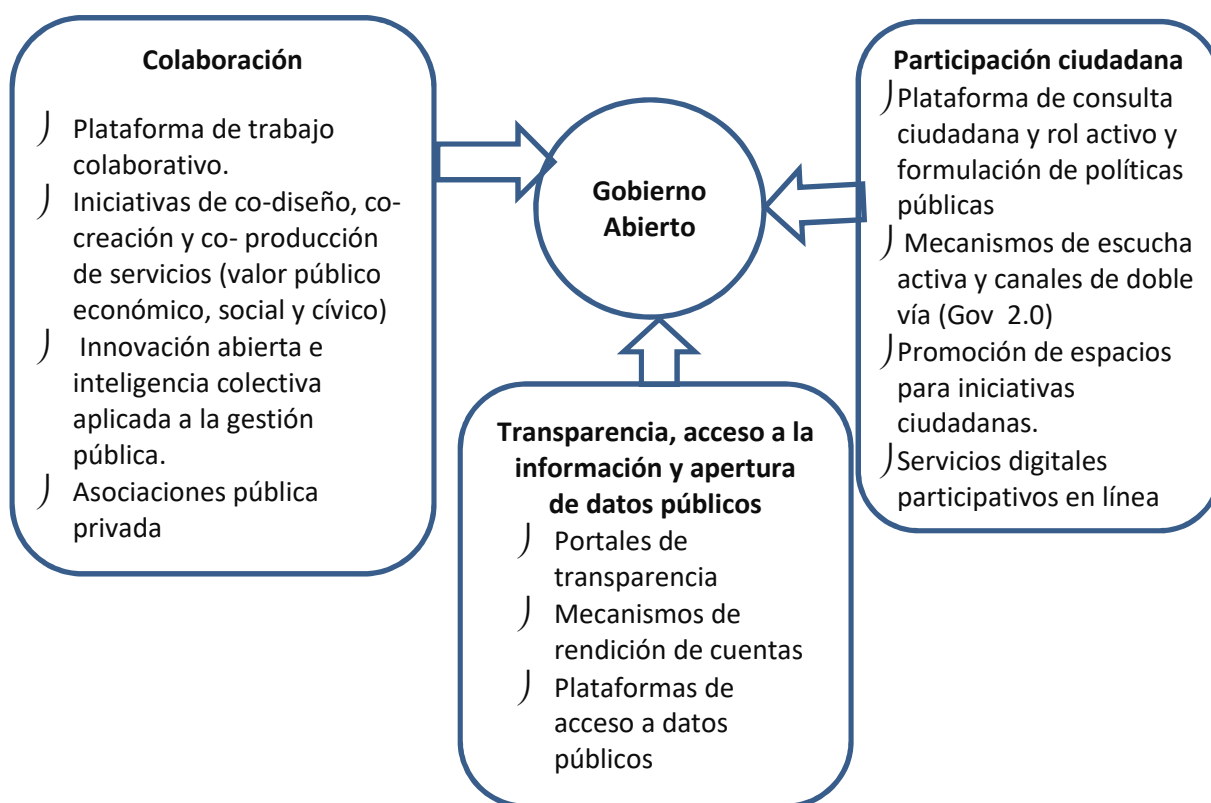 Colaboración
Plataforma de trabajo
colaborativo.
Iniciativas de co-diseño, co-
creación y co- producción
de servicios (valor público
económico, social y cívico)
Innovación abierta e
inteligencia colectiva
aplicada a la gestión
pública.
Asociaciones pública
privada
Gobierno
Abierto
Participación ciudadana
Plataforma de consulta
ciudadana y rol activo y
formulación de políticas
públicas
Mecanismos de escucha
activa y canales de doble
vía (Gov 2.0)
Promoción de espacios
para iniciativas
ciudadanas.
Servicios digitales
participativos en línea
Transparencia, acceso a la
información y apertura
de datos públicos
Portales de
transparencia
Mecanismos de
rendición de cuentas
Plataformas de
acceso a datos
públicos